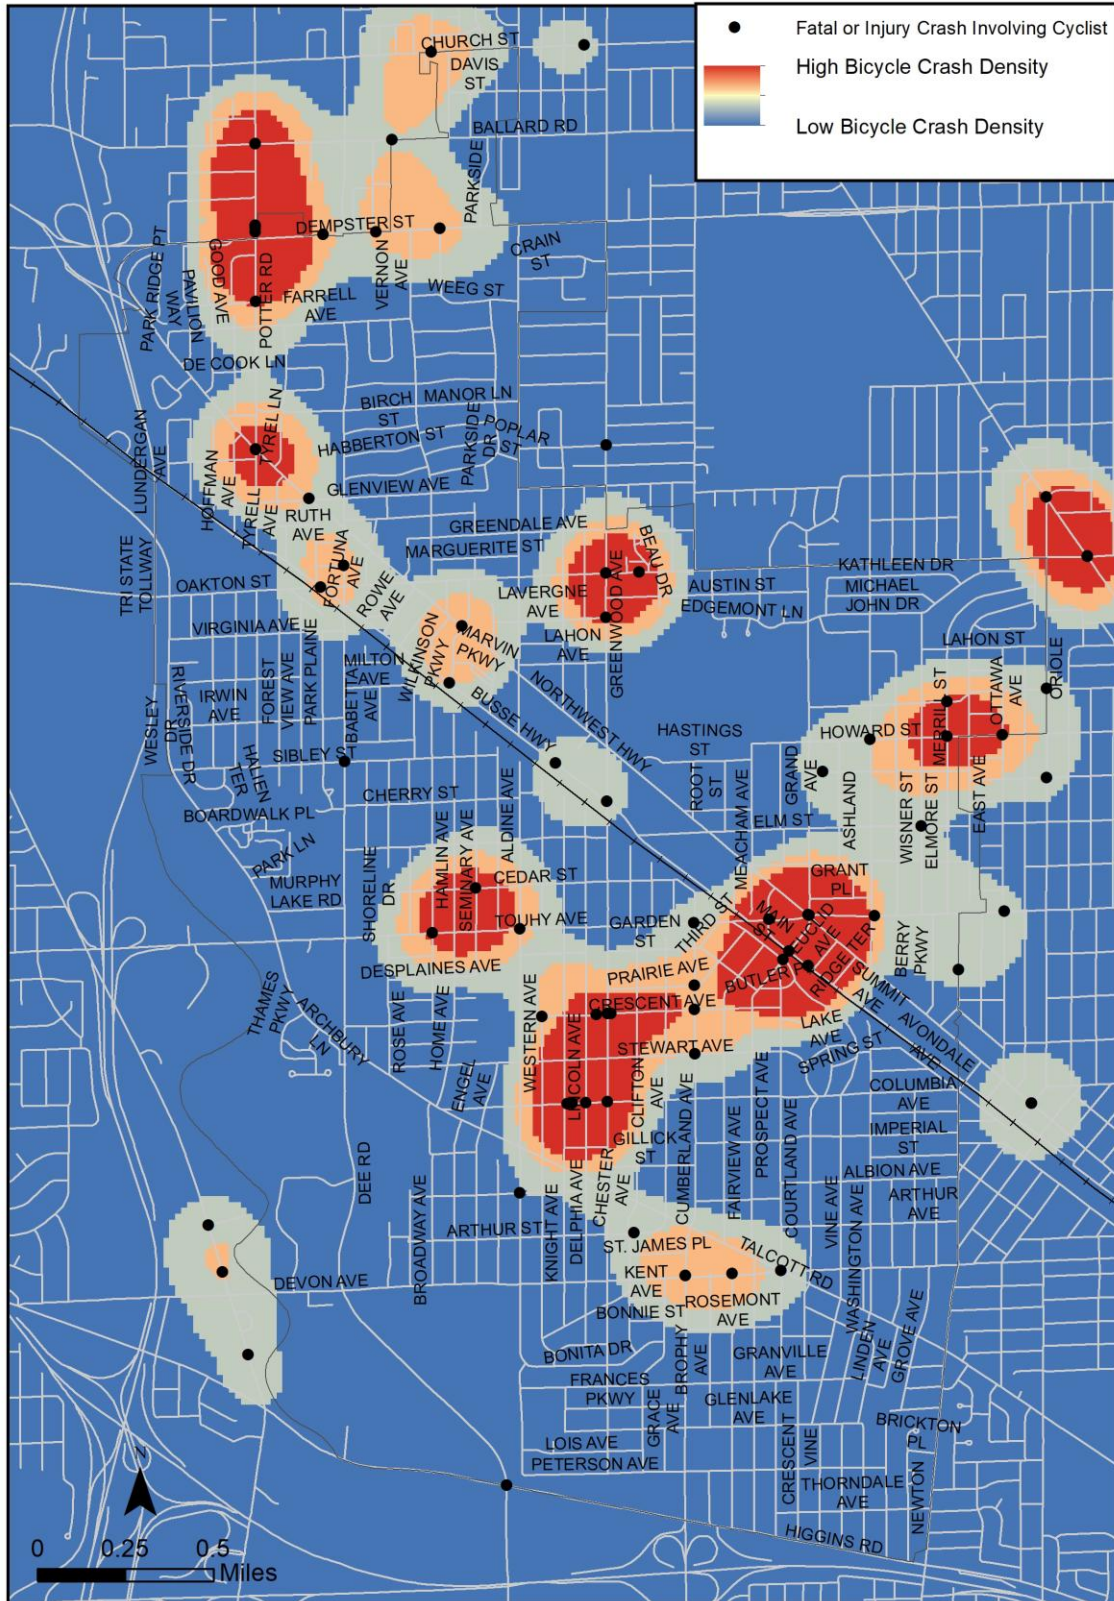 Fatal or Injury Crash Involving Cyclist
High Bicycle Crash Density
Low Bicycle Crash Density
CHURCH ST
DAVIS
ST
BALLARD RD
PARKSIDE
DEMPSTER ST
CRAIN
ST
PARK RIDGE PT
PAVILION
WAY
GOOD AVE
POTTER RD
FARRELL
AVE
VERNON
AVE
WEEG ST
DE COOK LN
TYREL LN
BIRCH
ST
MANOR LN
HABBERTON ST
PARKSIDE
DR
POPLAR
ST
LUNDERGAN
AVE
HOFFMAN
AVE
TYRELL
AVE
GLENVIEW AVE
RUTH
AVE
GREENDALE AVE
MARGUERITE ST
BEAU DR
KATHLEEN DR
TRI STATE
TOLLWAY
OAKTON ST
FORTUNA
AVE
ROWE
AVE
LAVERGNE
AVE
GREENWOOD AVE
AUSTIN ST
EDGEMONT LN
MICHAEL
JOHN DR
VIRGINIA AVE
LAHON
AVE
LAHON ST
MARVIN
PKWY
WILKINSON
PKWY
MILTON
AVE
ORIOLE
RIVERSIDE DR
WESLEY
RD
IRWIN
AVE
FOREST
VIEW AVE
PARK PLAINE
BABETTA
AVE
BUSSE HWY
NORTHWEST HWY
HOWARD ST
MERRILL ST
OTTAWA
AVE
SIBLEY ST
HALIEN
TER
HASTINGS
ST
ROOT
ST
GRAND
AVE
ASHLAND
WISNER ST
ELMORE ST
EAST AVE
BOARDWALK PL
CHERRY ST
ALDINE AVE
MEACHAM AVE
ELM ST
PARK LN
MURPHY
LAKE RD
SHORELINE
DR
HAMLIN AVE
SEMINARY AVE
CEDAR ST
GRANT
PL
TOUHY AVE
GARDEN
ST
THIRD ST
MAIN
ST
EUCLID
AVE
RIDGE TER
BERRY
PKWY
DESPLAINES AVE
PRAIRIE AVE
BUTLER PL
SUMMIT
AVE
THAMES
PKWY
ARCHBURY
LN
ROSE AVE
HOME AVE
WESTERN AVE
CRESCENT AVE
LAKE
AVE
SPRING ST
AVONDALE
AVE
STEWART AVE
ENGEL
AVE
LINCOLN AVE
CLIFTON
AVE
COLUMBIA
AVE
GILLICK
ST
CUMBERLAND AVE
FAIRVIEW AVE
PROSPECT AVE
COURTLAND AVE
IMPERIAL
ST
ALBION AVE
DEE RD
BROADWAY AVE
ARTHUR ST
KNIGHT AVE
DELPHIA AVE
CHESTER
AVE
VINE AVE
WASHINGTON AVE
ARTHUR
AVE
ST. JAMES PL
TALCOTT RD
DEVON AVE
KENT
AVE
ROSEMONT
AVE
BONNIE ST
BONITA DR
BROPHY
AVE
GRANVILLE
AVE
LINDEN
AVE
GROVE AVE
FRANCES
PKWY
GRACE
AVE
GLENLAKE
AVE
BRICKTON
PL
LOIS AVE
PETERSON AVE
CRESCENT
VINE
THORNDALE
AVE
NEWTON
HIGGINS RD
N
0 0.25 0.5
Miles